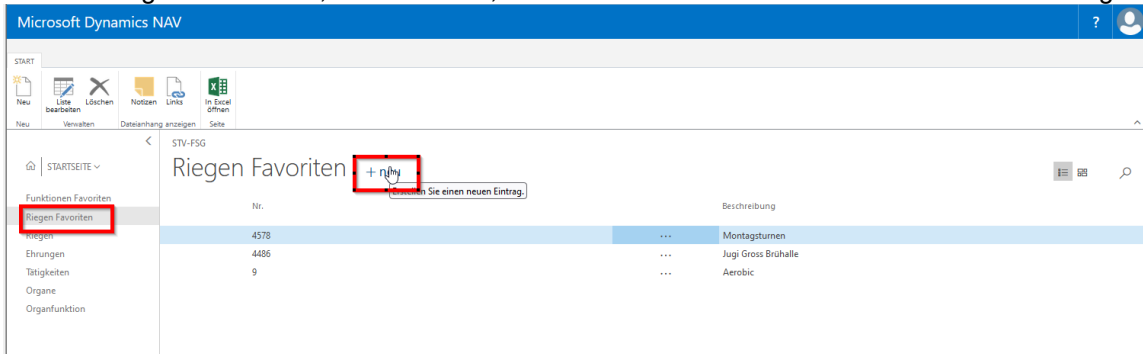 Microsoft Dynamics NAV ?
START
Neu Liste bearbeiten Löschen Notizen Links In Excel öffnen
Neu Verwalten Dateianhang anzeigen Seite
STV-FSG
STARTSEITE
Riegen Favoriten +
Erstellen Sie einen neuen Eintrag.
Funktionen Favoriten
Riegen Favoriten
Riegen
Ehrungen
Tätigkeiten
Organe
Organfunktion
Nr. Beschreibung
4578 ... Montagsturnen
4486 ... Jugi Gross Brühalle
9 ... Aerobic